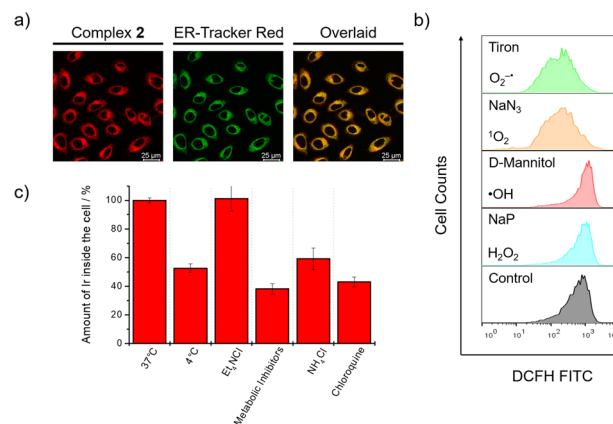 a)
Complex 2
ER-Tracker Red
Overlaid
25 µm
25 µm
25 µm
b)
Cell Counts
Tiron
O₂⁻•
NaN₃
¹O₂
D-Mannitol
•OH
NaP
H₂O₂
Control
10⁰
10¹
10²
10³
DCFH FITC
c)
Amount of Ir inside the cell / %
100
80
60
40
20
0
37°C
4°C
Et₄NCl
Metabolic Inhibitors
NH₄Cl
Chloroquine